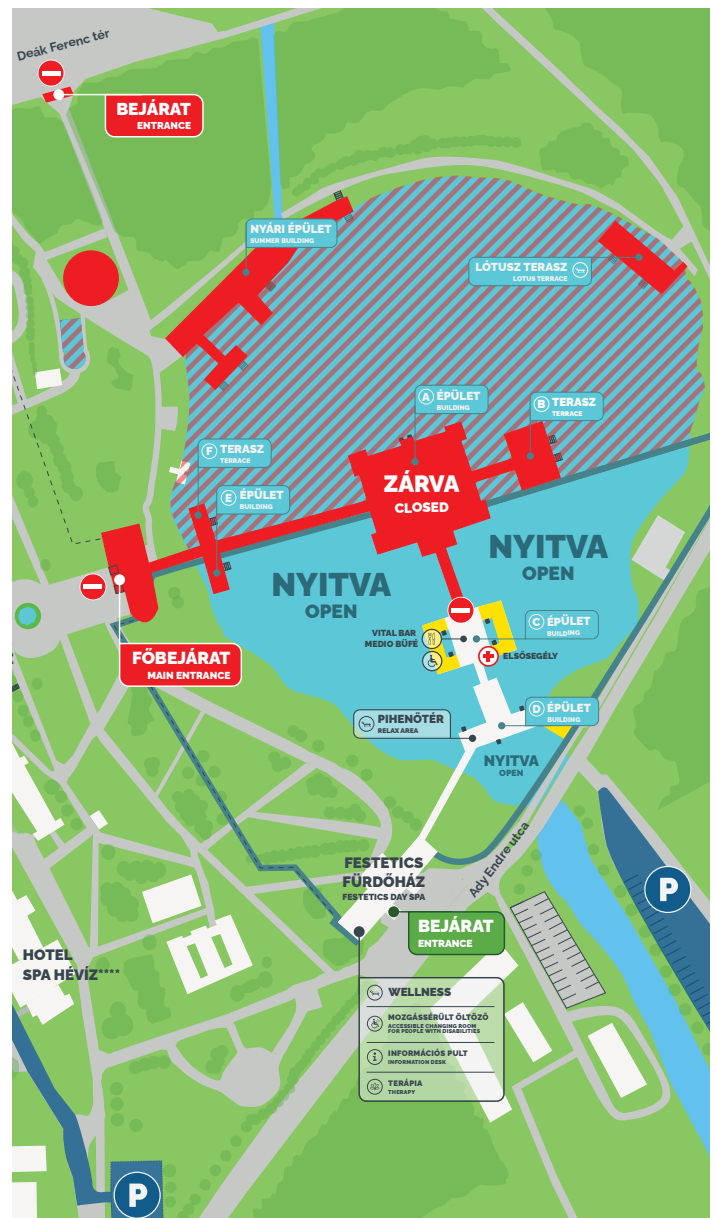 Deák Ferenc tér
BEJÁRAT
ENTRANCE
NYÁRI ÉPÜLET
SUMMER BUILDING
LÓTUSZ TERASZ
LOTUS TERRACE
A ÉPÜLET
BUILDING
B TERASZ
TERRACE
F TERASZ
TERRACE
E ÉPÜLET
BUILDING
ZÁRVA
CLOSED
NYITVA
OPEN
NYITVA
OPEN
C ÉPÜLET
BUILDING
VITAL BAR
MEDIO BÜFÉ
ELSŐSEGÉLY
FŐBEJÁRAT
MAIN ENTRANCE
D ÉPÜLET
BUILDING
PIHENŐTÉR
RELAX AREA
NYITVA
OPEN
Ady Endre utca
FESTETICS
FÜRDŐHÁZ
FESTETICS DAY SPA
P
BEJÁRAT
ENTRANCE
HOTEL
SPA HÉVÍZ****
WELLNESS
MOZGÁSSÉRÜLT ÖLTÖZŐ
ACCESSIBLE CHANGING ROOM
FOR PEOPLE WITH DISABILITIES
INFORMÁCIÓS PULT
INFORMATION DESK
TERÁPIA
THERAPY
P